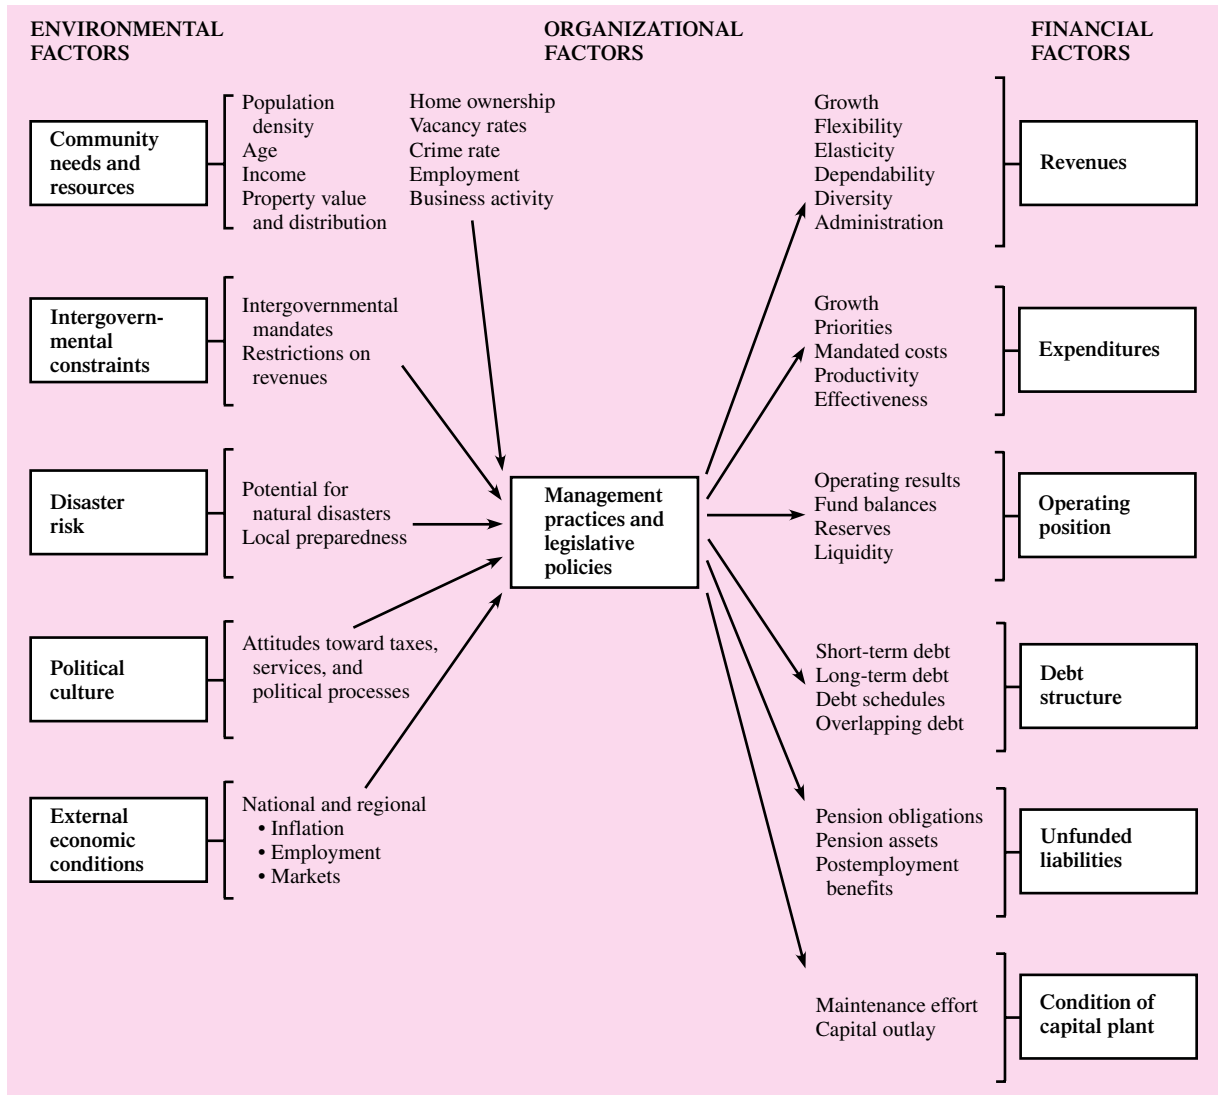 ENVIRONMENTAL
FACTORS
ORGANIZATIONAL
FACTORS
FINANCIAL
FACTORS
Community
needs and
resources
Population
density
Age
Income
Property value
and distribution
Home ownership
Vacancy rates
Crime rate
Employment
Business activity
Intergovern-
mental
constraints
Intergovernmental
mandates
Restrictions on
revenues
Disaster
risk
Potential for
natural disasters
Local preparedness
Political
culture
Attitudes toward taxes,
services, and
political processes
External
economic
conditions
National and regional
• Inflation
• Employment
• Markets
Management
practices and
legislative
policies
Growth
Flexibility
Elasticity
Dependability
Diversity
Administration
Revenues
Growth
Priorities
Mandated costs
Productivity
Effectiveness
Expenditures
Operating results
Fund balances
Reserves
Liquidity
Operating
position
Short-term debt
Long-term debt
Debt schedules
Overlapping debt
Debt
structure
Pension obligations
Pension assets
Postemployment
benefits
Unfunded
liabilities
Maintenance effort
Capital outlay
Condition of
capital plant